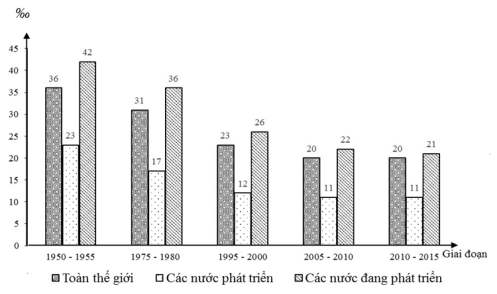 ‰
45
40
35
30
25
20
15
10
5
0
36 23 42
31 17 36
23 12 26
20 11 22
20 11 21
1950 - 1955 1975 - 1980 1995 - 2000 2005 - 2010 2010 - 2015 Giai đoạn
Toàn thế giới Các nước phát triển Các nước đang phát triển